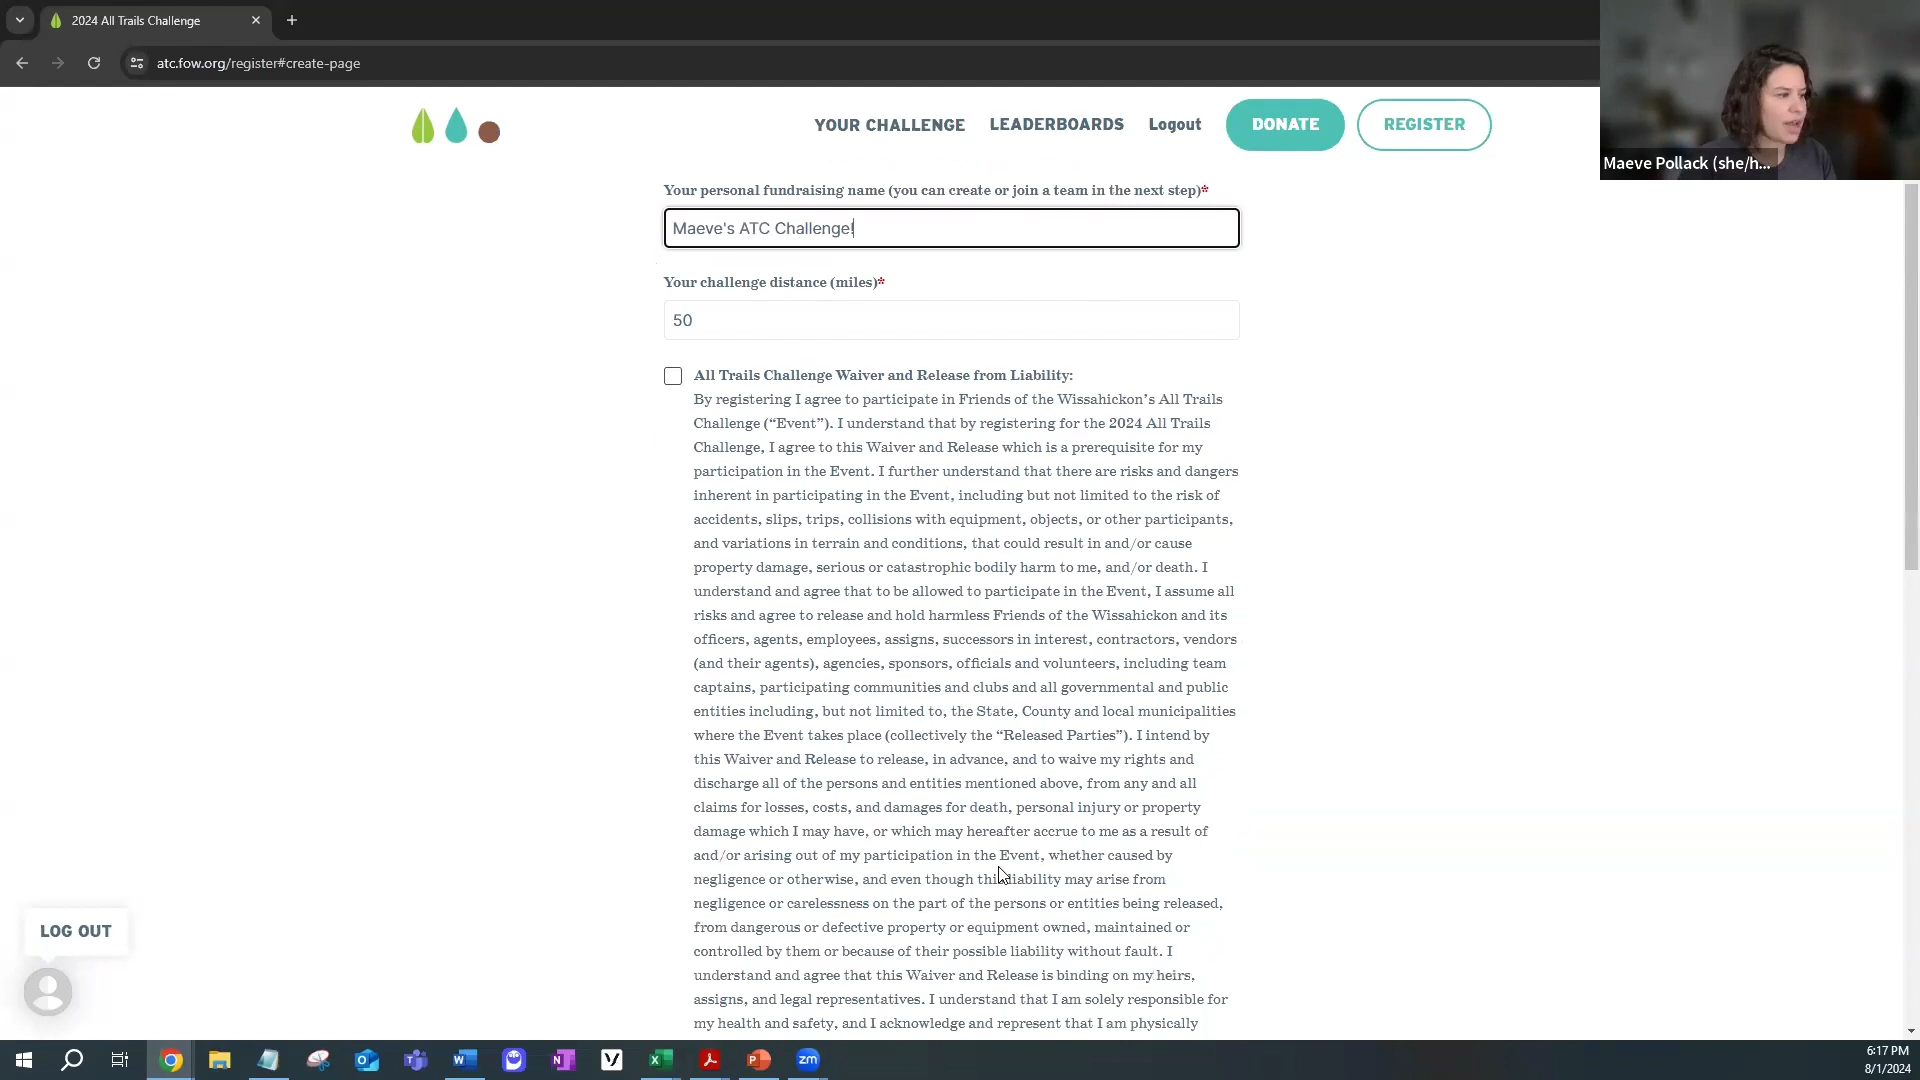 2024 All Trails Challenge
atc.fow.org/register#create-page
YOUR CHALLENGE
LEADERBOARDS
Logout
DONATE
REGISTER
Maeve Pollack (she/h...
Your personal fundraising name (you can create or join a team in the next step)*
Maeve's ATC Challenge!
Your challenge distance (miles)*
50
All Trails Challenge Waiver and Release from Liability:
By registering I agree to participate in Friends of the Wissahickon’s All Trails
Challenge (“Event”). I understand that by registering for the 2024 All Trails
Challenge, I agree to this Waiver and Release which is a prerequisite for my
participation in the Event. I further understand that there are risks and dangers
inherent in participating in the Event, including but not limited to the risk of
accidents, slips, trips, collisions with equipment, objects, or other participants,
and variations in terrain and conditions, that could result in and/or cause
property damage, serious or catastrophic bodily harm to me, and/or death. I
understand and agree that to be allowed to participate in the Event, I assume all
risks and agree to release and hold harmless Friends of the Wissahickon and its
officers, agents, employees, assigns, successors in interest, contractors, vendors
(and their agents), agencies, sponsors, officials and volunteers, including team
captains, participating communities and clubs and all governmental and public
entities including, but not limited to, the State, County and local municipalities
where the Event takes place (collectively the “Released Parties”). I intend by
this Waiver and Release to release, in advance, and to waive my rights and
discharge all of the persons and entities mentioned above, from any and all
claims for losses, costs, and damages for death, personal injury or property
damage which I may have, or which may hereafter accrue to me as a result of
and/or arising out of my participation in the Event, whether caused by
negligence or otherwise, and even though this liability may arise from
negligence or carelessness on the part of the persons or entities being released,
from dangerous or defective property or equipment owned, maintained or
controlled by them or because of their possible liability without fault. I
understand and agree that this Waiver and Release is binding on my heirs,
assigns, and legal representatives. I understand that I am solely responsible for
my health and safety, and I acknowledge and represent that I am physically
LOG OUT
zm
6:17 PM
8/1/2024